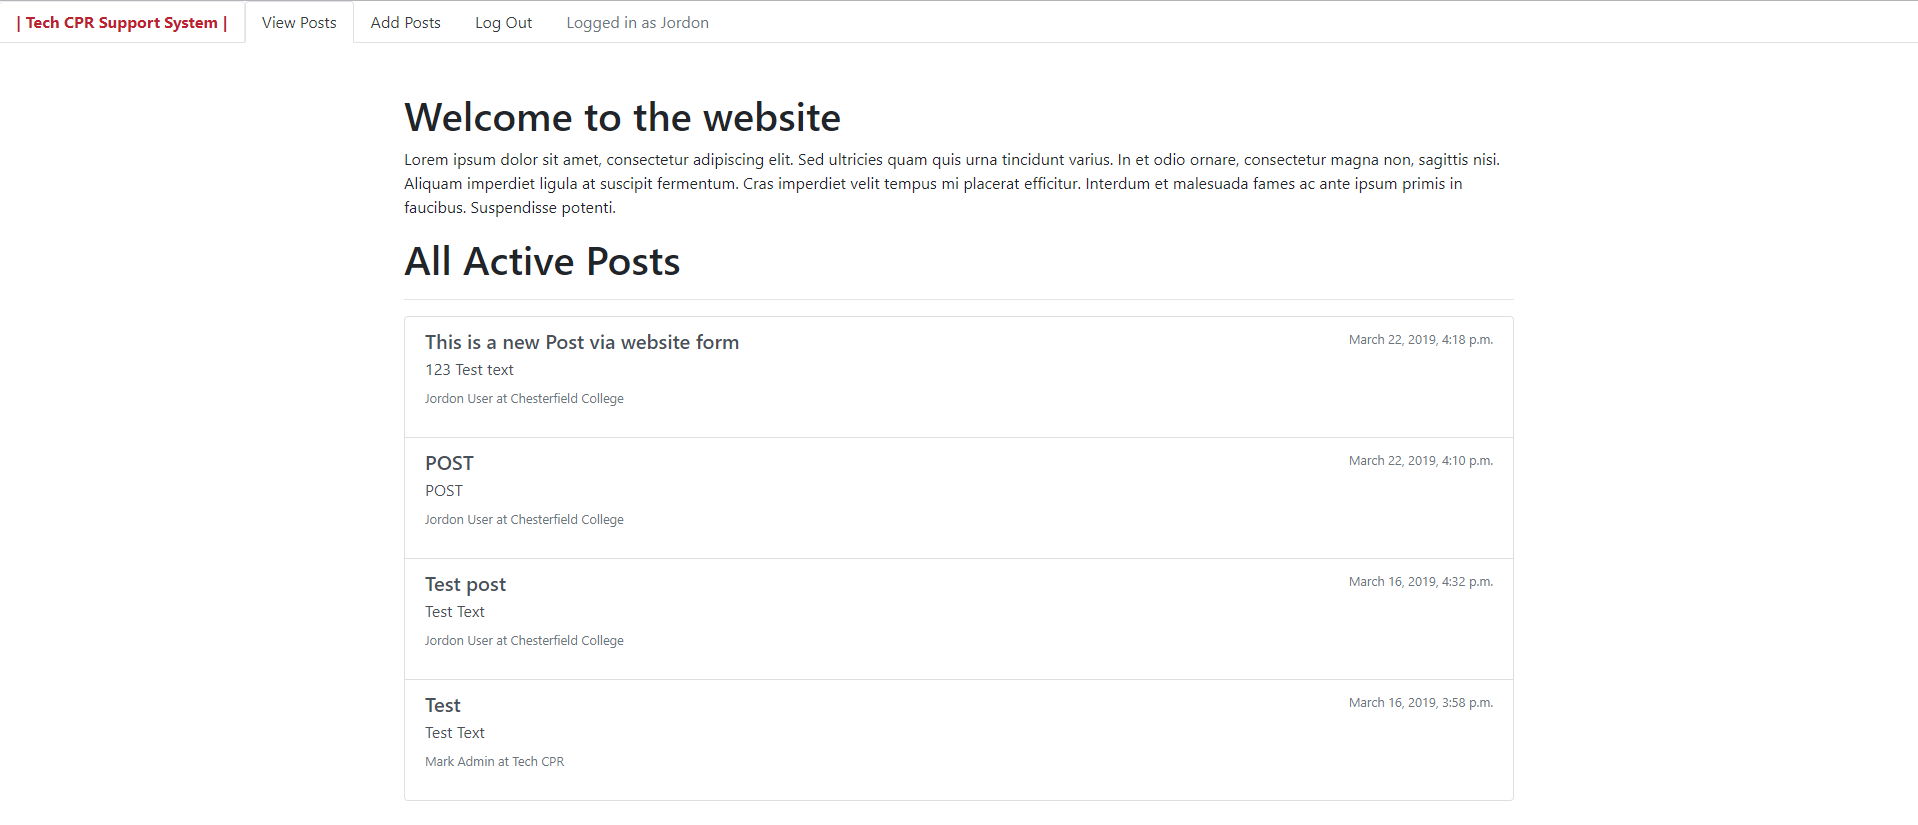 | Tech CPR Support System | View Posts Add Posts Log Out Logged in as Jordon
Welcome to the website
Lorem ipsum dolor sit amet, consectetur adipiscing elit. Sed ultricies quam quis urna tincidunt varius. In et odio ornare, consectetur magna non, sagittis nisi.
Aliquam imperdiet ligula at suscipit fermentum. Cras imperdiet velit tempus mi placerat efficitur. Interdum et malesuada fames ac ante ipsum primis in
faucibus. Suspendisse potenti.
All Active Posts
This is a new Post via website form March 22, 2019, 4:18 p.m.
123 Test text
Jordon User at Chesterfield College
POST March 22, 2019, 4:10 p.m.
POST
Jordon User at Chesterfield College
Test post March 16, 2019, 4:32 p.m.
Test Text
Jordon User at Chesterfield College
Test March 16, 2019, 3:58 p.m.
Test Text
Mark Admin at Tech CPR